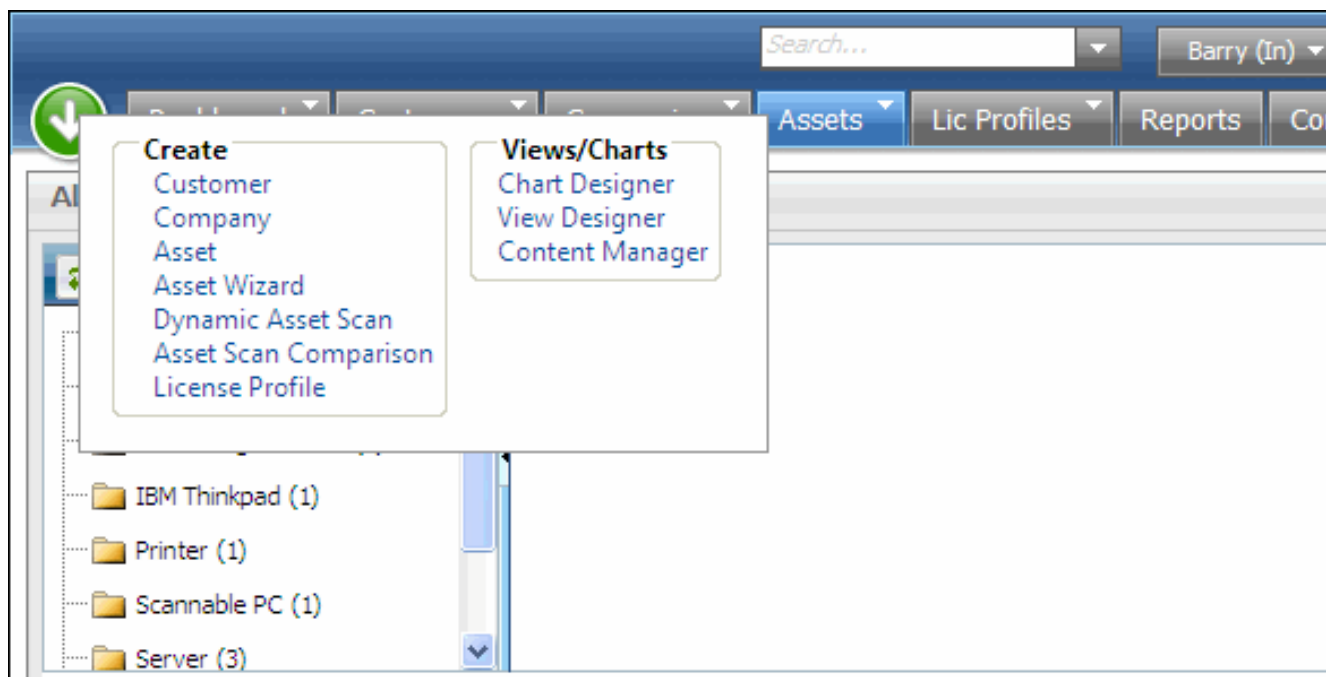 Search...
Barry (In)
Assets
Lic Profiles
Reports
Create
Customer
Company
Asset
Asset Wizard
Dynamic Asset Scan
Asset Scan Comparison
License Profile
Views/Charts
Chart Designer
View Designer
Content Manager
IBM Thinkpad (1)
Printer (1)
Scannable PC (1)
Server (3)